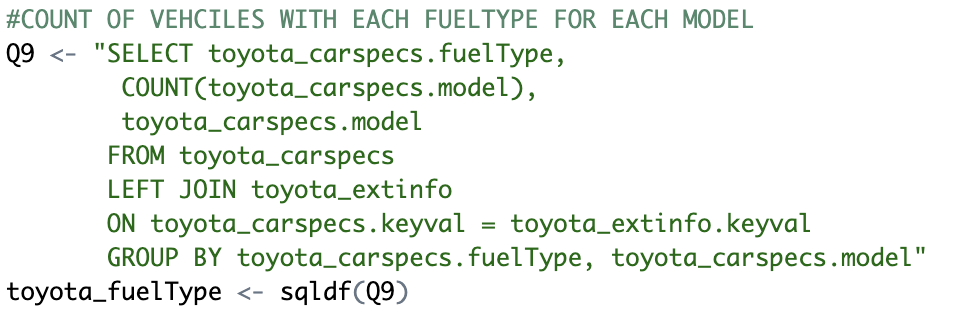 #COUNT OF VEHCILES WITH EACH FUELTYPE FOR EACH MODEL
Q9 <- "SELECT toyota_carspecs.fuelType,
COUNT(toyota_carspecs.model),
toyota_carspecs.model
FROM toyota_carspecs
LEFT JOIN toyota_extinfo
ON toyota_carspecs.keyval = toyota_extinfo.keyval
GROUP BY toyota_carspecs.fuelType, toyota_carspecs.model"
toyota_fuelType <- sqldf(Q9)